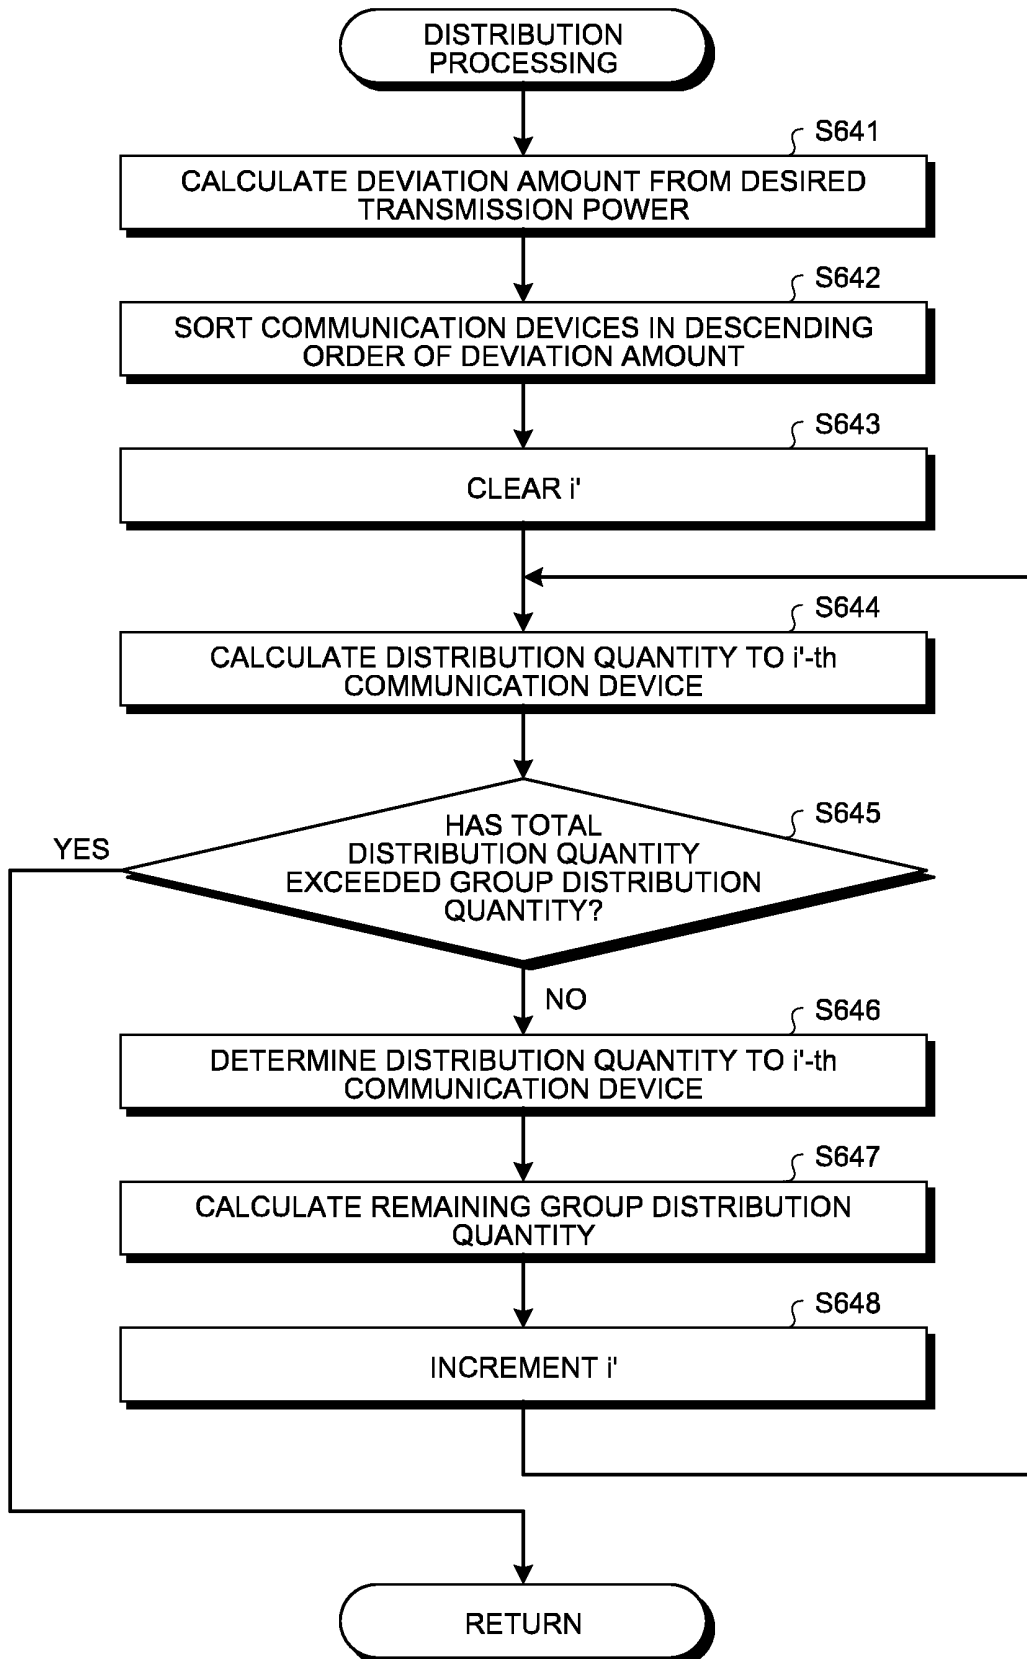 DISTRIBUTION
PROCESSING
S641
CALCULATE DEVIATION AMOUNT FROM DESIRED
TRANSMISSION POWER
S642
SORT COMMUNICATION DEVICES IN DESCENDING
ORDER OF DEVIATION AMOUNT
S643
CLEAR i'
S644
CALCULATE DISTRIBUTION QUANTITY TO i'-th
COMMUNICATION DEVICE
S645
HAS TOTAL
DISTRIBUTION QUANTITY
EXCEEDED GROUP DISTRIBUTION
QUANTITY?
YES
NO
S646
DETERMINE DISTRIBUTION QUANTITY TO i'-th
COMMUNICATION DEVICE
S647
CALCULATE REMAINING GROUP DISTRIBUTION
QUANTITY
S648
INCREMENT i'
RETURN